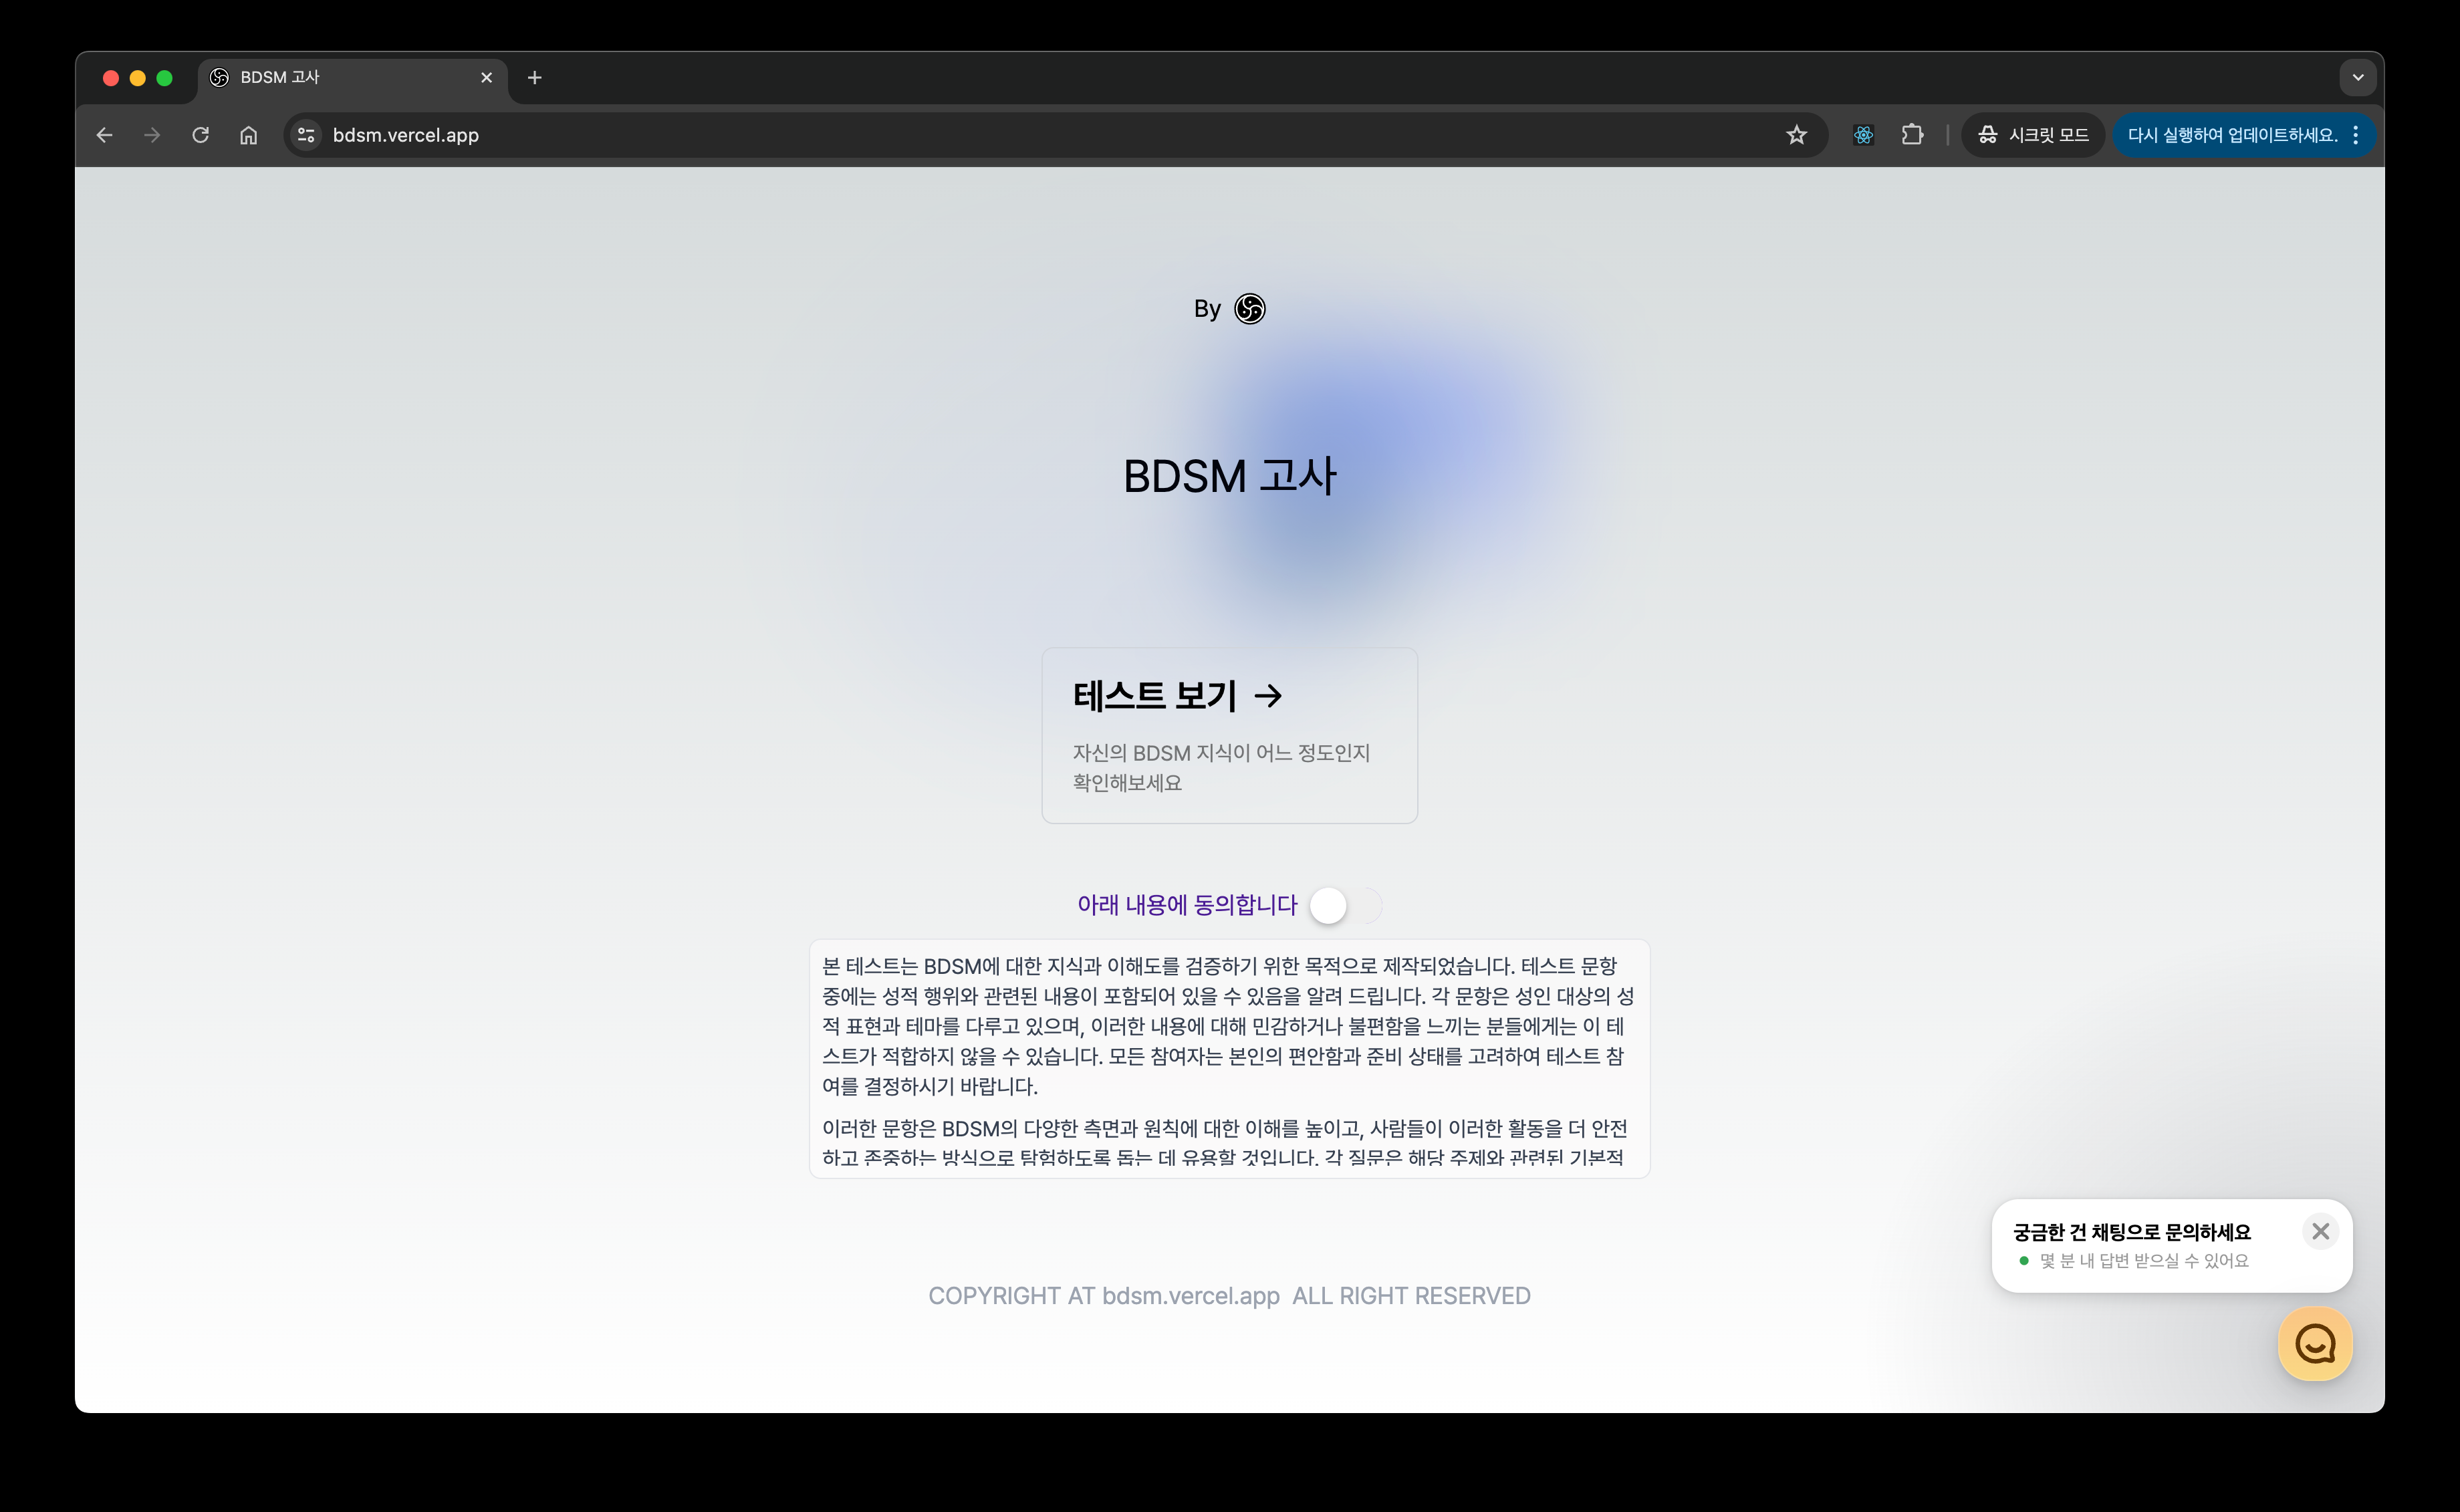 BDSM 고사
bdsm.vercel.app
시크릿 모드
다시 실행하여 업데이트하세요.
By
BDSM 고사
테스트 보기 →
자신의 BDSM 지식이 어느 정도인지
확인해보세요
아래 내용에 동의합니다
본 테스트는 BDSM에 대한 지식과 이해도를 검증하기 위한 목적으로 제작되었습니다. 테스트 문항
중에는 성적 행위와 관련된 내용이 포함되어 있을 수 있음을 알려 드립니다. 각 문항은 성인 대상의 성
적 표현과 테마를 다루고 있으며, 이러한 내용에 대해 민감하거나 불편함을 느끼는 분들에게는 이 테
스트가 적합하지 않을 수 있습니다. 모든 참여자는 본인의 편안함과 준비 상태를 고려하여 테스트 참
여를 결정하시기 바랍니다.
이러한 문항은 BDSM의 다양한 측면과 원칙에 대한 이해를 높이고, 사람들이 이러한 활동을 더 안전
하고 존중하는 방식으로 탐험하도록 돕는 데 유용할 것입니다. 각 질문은 해당 주제와 관련된 기본적
궁금한 건 채팅으로 문의하세요
몇 분 내 답변 받으실 수 있어요
COPYRIGHT AT bdsm.vercel.app ALL RIGHT RESERVED